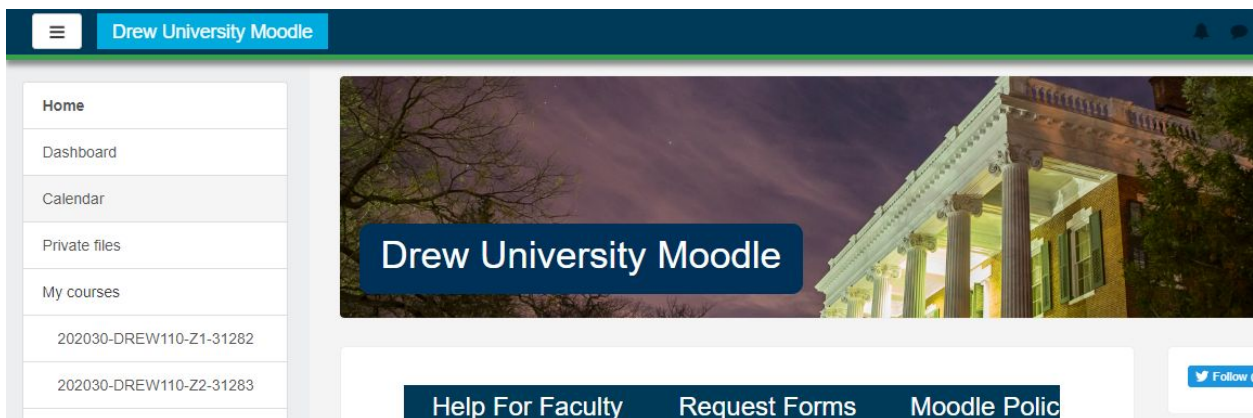 Drew University Moodle
Home
Dashboard
Calendar
Private files
My courses
202030-DREW110-Z1-31282
202030-DREW110-Z2-31283
Drew University Moodle
Help For Faculty Request Forms Moodle Polic
Follow